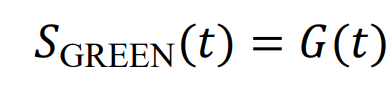 S_GREEN(t) = G(t)